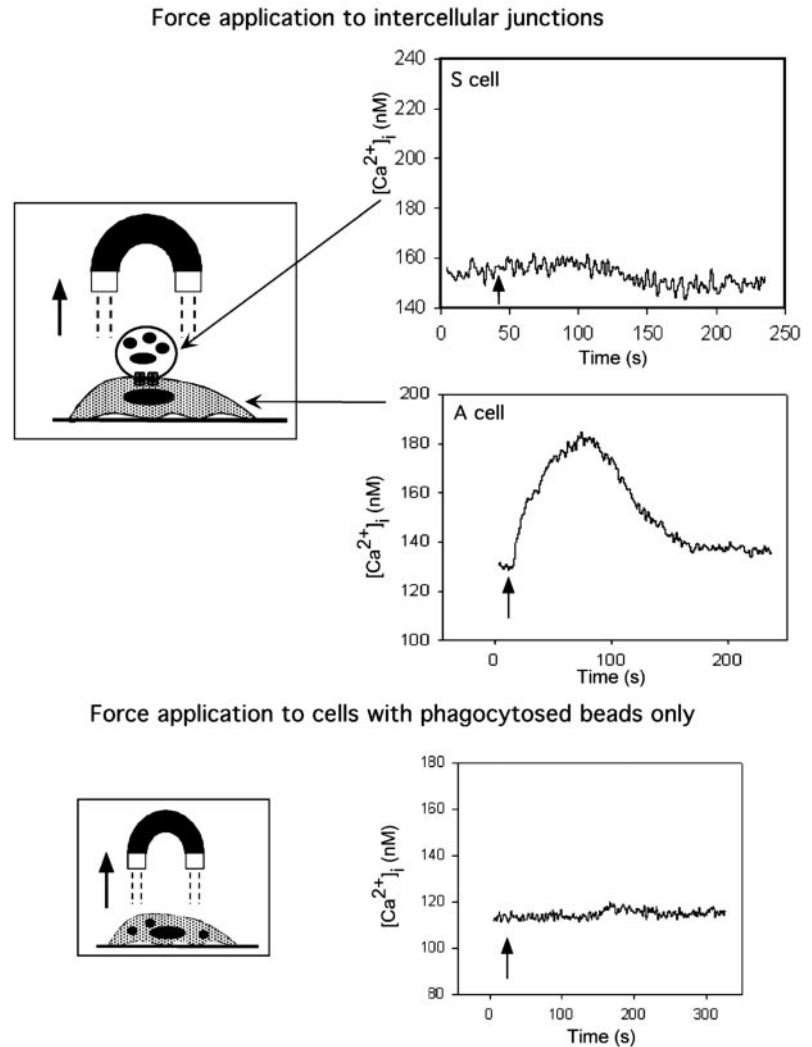 Force application to intercellular junctions
S cell
[Ca2+]i (nM)
240
220
200
180
160
140
0 50 100 150 200 250
Time (s)
A cell
[Ca2+]i (nM)
200
180
160
140
120
100
0 100 200
Time (s)
Force application to cells with phagocytosed beads only
[Ca2+]i (nM)
180
160
140
120
100
80
0 100 200 300
Time (s)